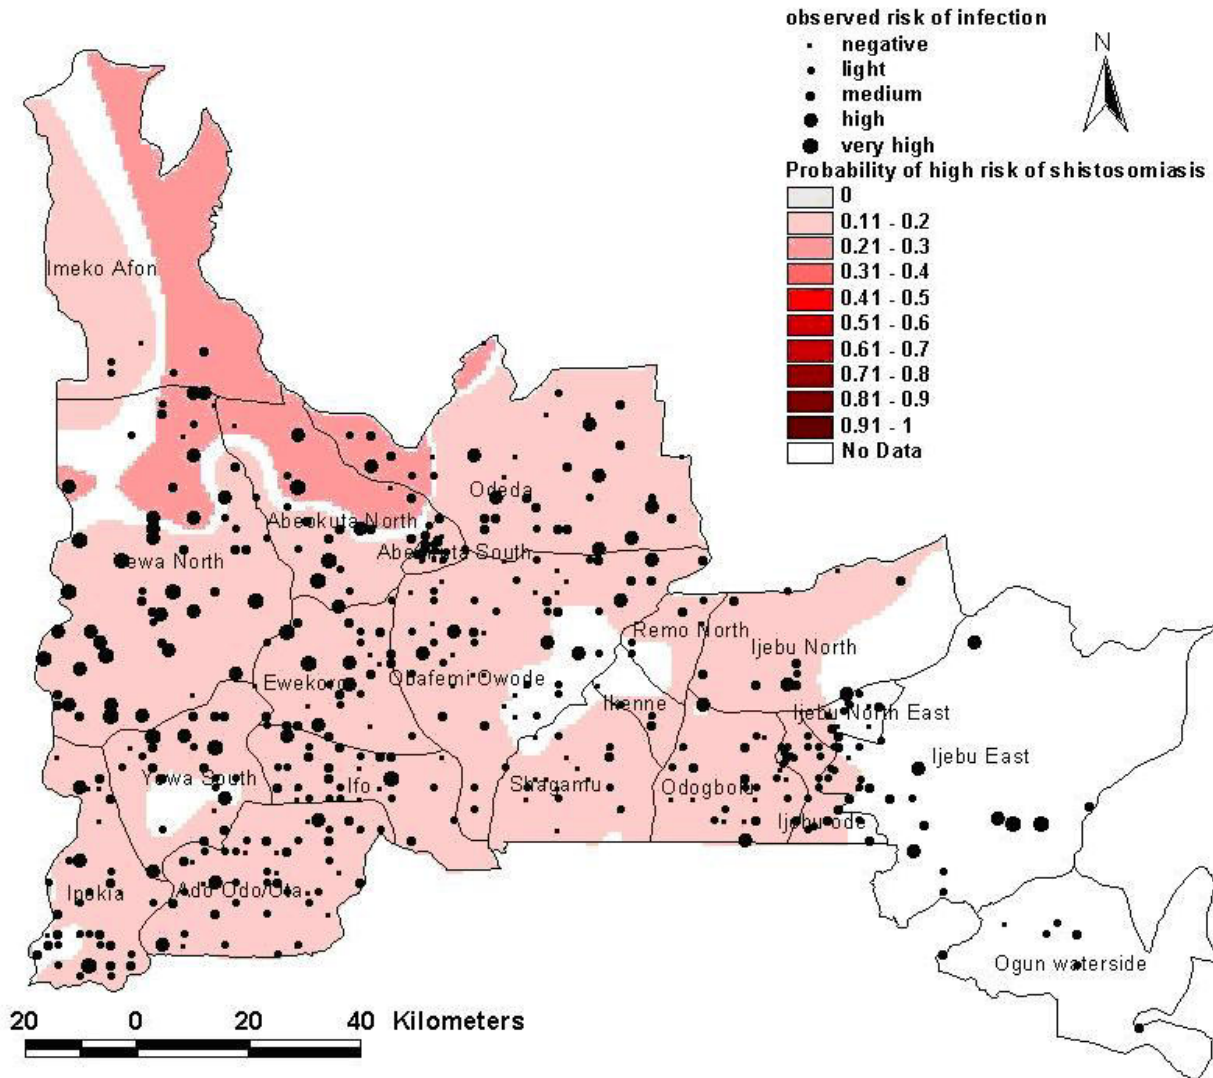 observed risk of infection
N
negative
light
medium
high
very high
Probability of high risk of shistosomiasis
0
0.11 - 0.2
0.21 - 0.3
0.31 - 0.4
0.41 - 0.5
0.51 - 0.6
0.61 - 0.7
0.71 - 0.8
0.81 - 0.9
0.91 - 1
No Data
Imeko Afon
Odeda
Abeokuta North
Abeokuta South
Yewa North
Remo North
Ijebu North
Ewekoro
Obafemi Owode
Ikenne
Ijebu North East
Ijebu East
Yewa South
Ifo
Shagamu
Odogbolu
Ijebu ode
Ipokia
Ado Odo/Ota
Ogun waterside
20 0 20 40 Kilometers